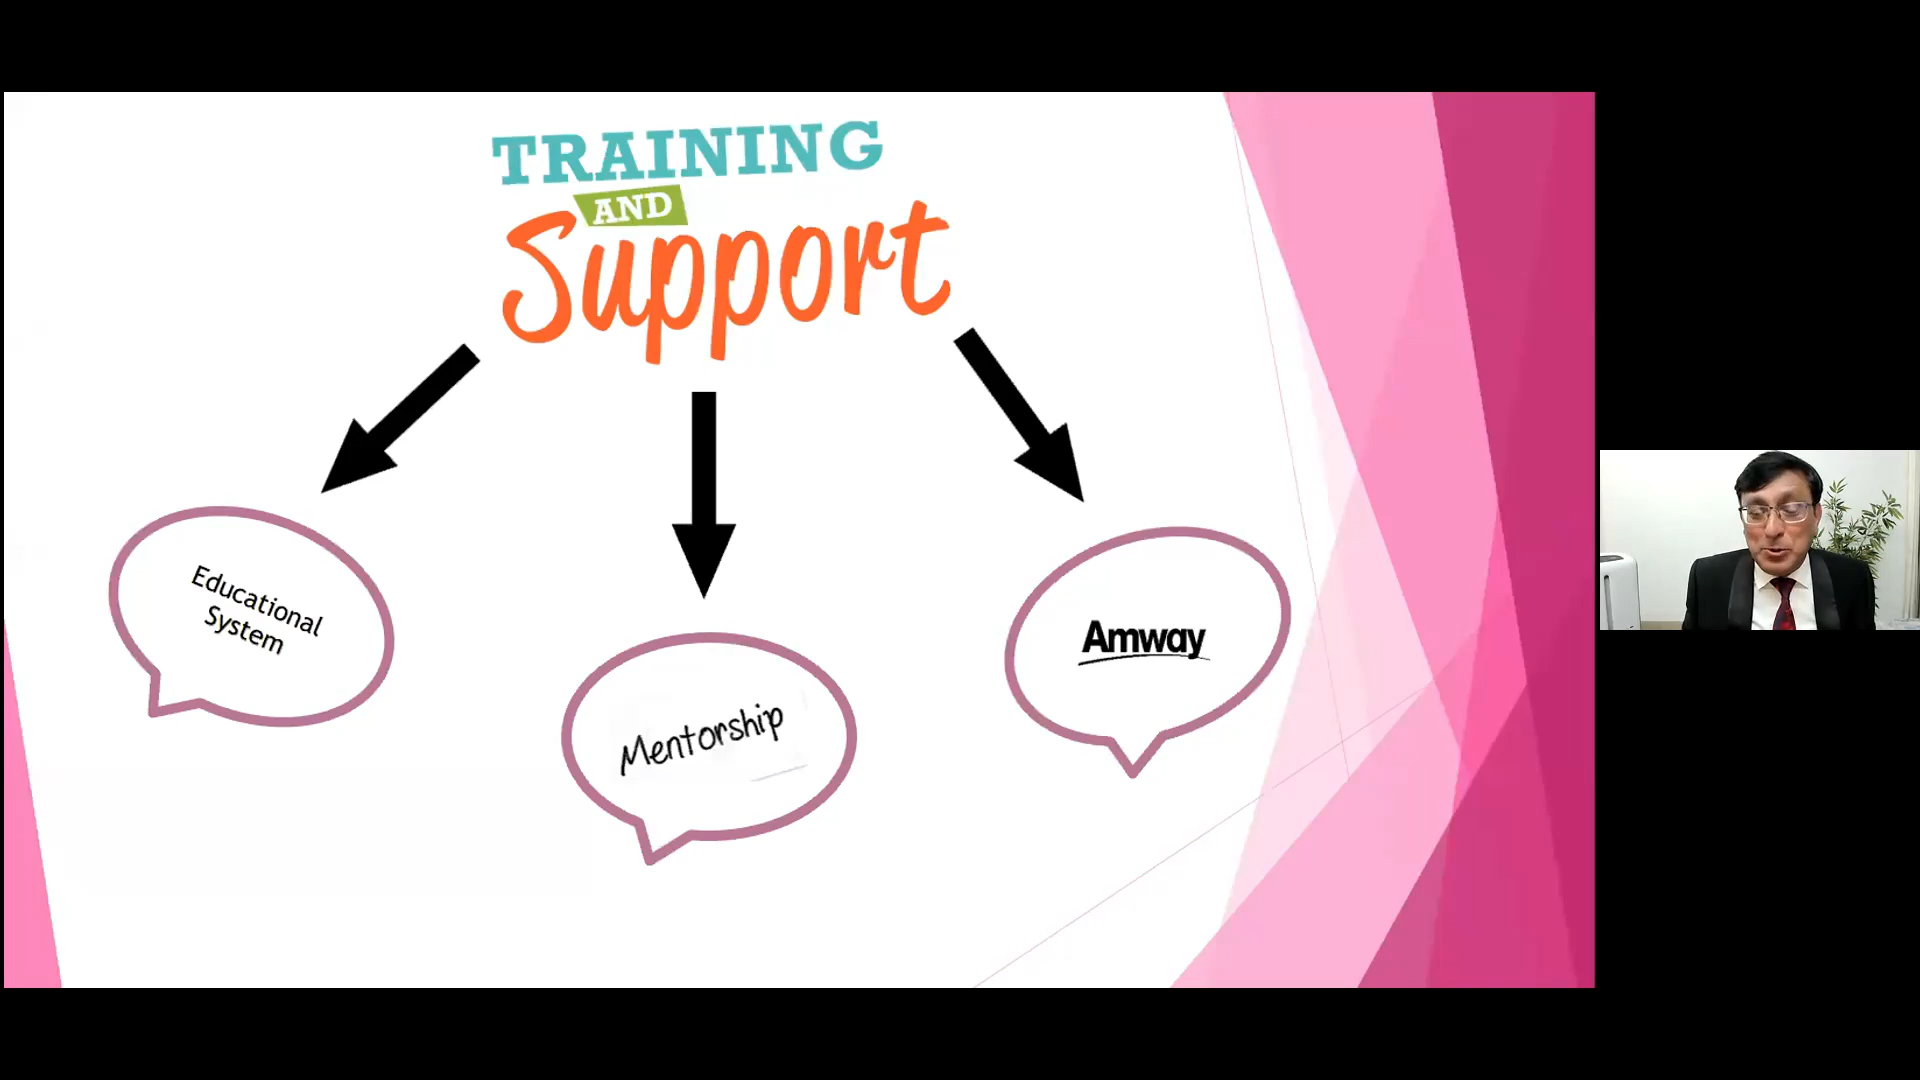 TRAINING
AND
Support
Educational
System
Mentorship
Amway